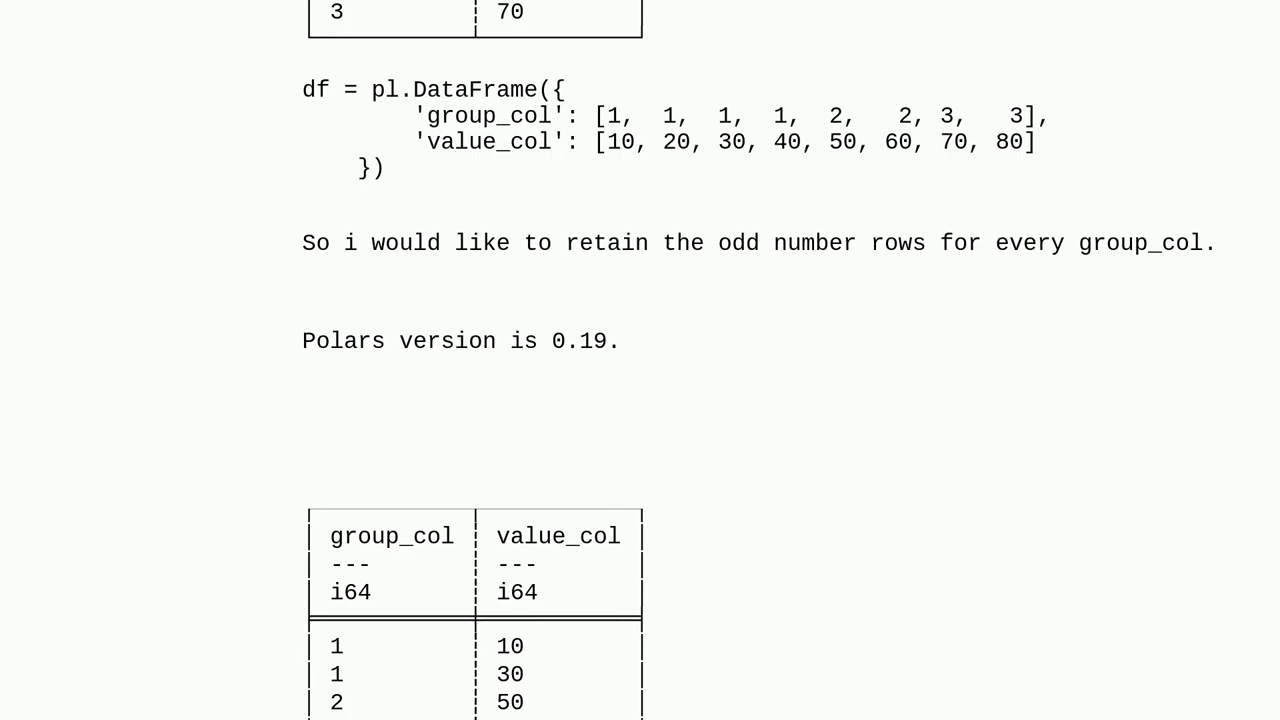 3 70
df = pl.DataFrame({
        'group_col': [1,  1,  1,  1,  2,   2, 3,   3],
        'value_col': [10, 20, 30, 40, 50, 60, 70, 80]
    })
So i would like to retain the odd number rows for every group_col.
Polars version is 0.19.
group_col value_col
--- ---
i64 i64
1 10
1 30
2 50